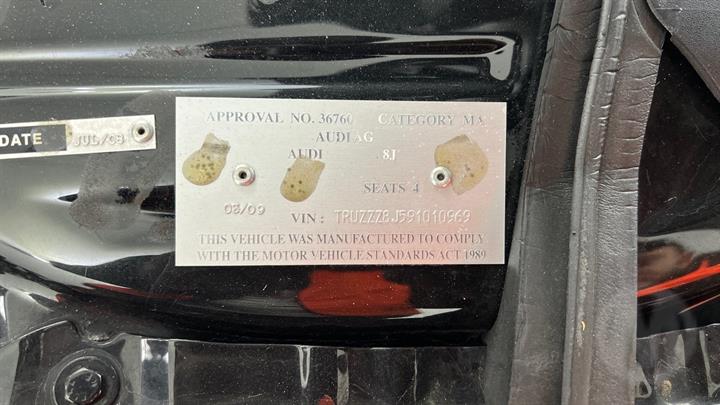 DATE JUL/08
APPROVAL NO. 36760 CATEGORY MA
AUDI AG
AUDI 8J
SEATS 4
03/09 VIN: TRUZZZ8J591010969
THIS VEHICLE WAS MANUFACTURED TO COMPLY
WITH THE MOTOR VEHICLE STANDARDS ACT 1989